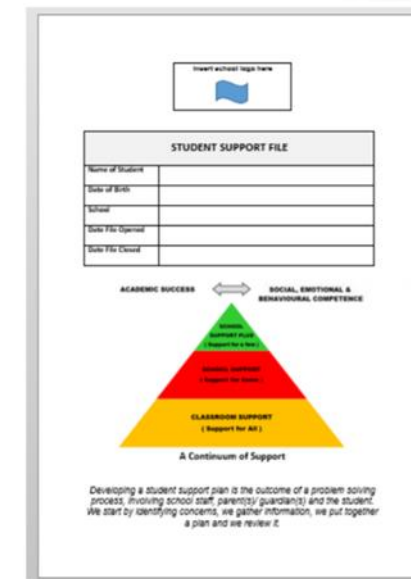 Insert school logo here
STUDENT SUPPORT FILE
Name of Student
Date of Birth
School
Date File Opened
Date File Closed
ACADEMIC SUCCESS
SOCIAL, EMOTIONAL &
BEHAVIOURAL COMPETENCE
SCHOOL
SUPPORT PLUS
( Support for a few )
SCHOOL SUPPORT
( Support for Some )
CLASSROOM SUPPORT
( Support for All )
A Continuum of Support
Developing a student support plan is the outcome of a problem solving
process, involving school staff, parent(s)/ guardian(s) and the student.
We start by identifying concerns, we gather information, we put together
a plan and we review it.